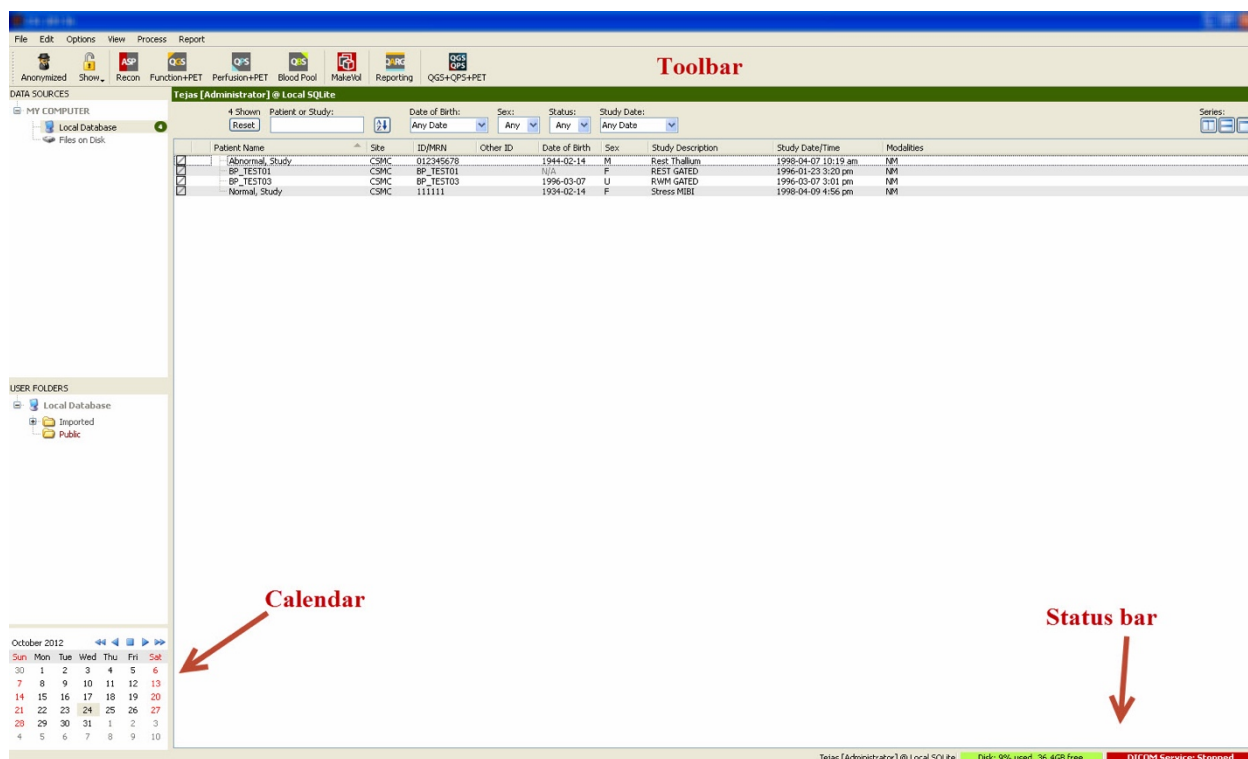 File Edit Options View Process Report
ASP QGS QPS QBS QARG QGS QPS
Anonymized Show Recon Function+PET Perfusion+PET Blood Pool MakeVol Reporting QGS+QPS+PET
Toolbar
DATA SOURCES
Tejas [Administrator] @ Local SQLite
MY COMPUTER
Local Database 4
Files on Disk
4 Shown Patient or Study: Date of Birth: Sex: Status: Study Date: Series:
Reset Any Date Any Any Any Date
Patient Name Site ID/MRN Other ID Date of Birth Sex Study Description Study Date/Time Modalities
Abnormal, Study CSMC 012345678 1944-02-14 M Rest Thallium 1998-04-07 10:19 am NM
BP_TEST01 CSMC BP_TEST01 N/A F REST GATED 1996-01-23 3:20 pm NM
BP_TEST03 CSMC BP_TEST03 1996-03-07 U RWM GATED 1996-03-07 3:01 pm NM
Normal, Study CSMC 111111 1934-02-14 F Stress MIBI 1998-04-09 4:56 pm NM
USER FOLDERS
Local Database
Imported
Public
Calendar
Status bar
October 2012
Sun Mon Tue Wed Thu Fri Sat
30 1 2 3 4 5 6
7 8 9 10 11 12 13
14 15 16 17 18 19 20
21 22 23 24 25 26 27
28 29 30 31 1 2 3
4 5 6 7 8 9 10
Tejas [Administrator] @ Local SQLite Disk: 9% used, 36.4GB free DICOM Service: Stopped